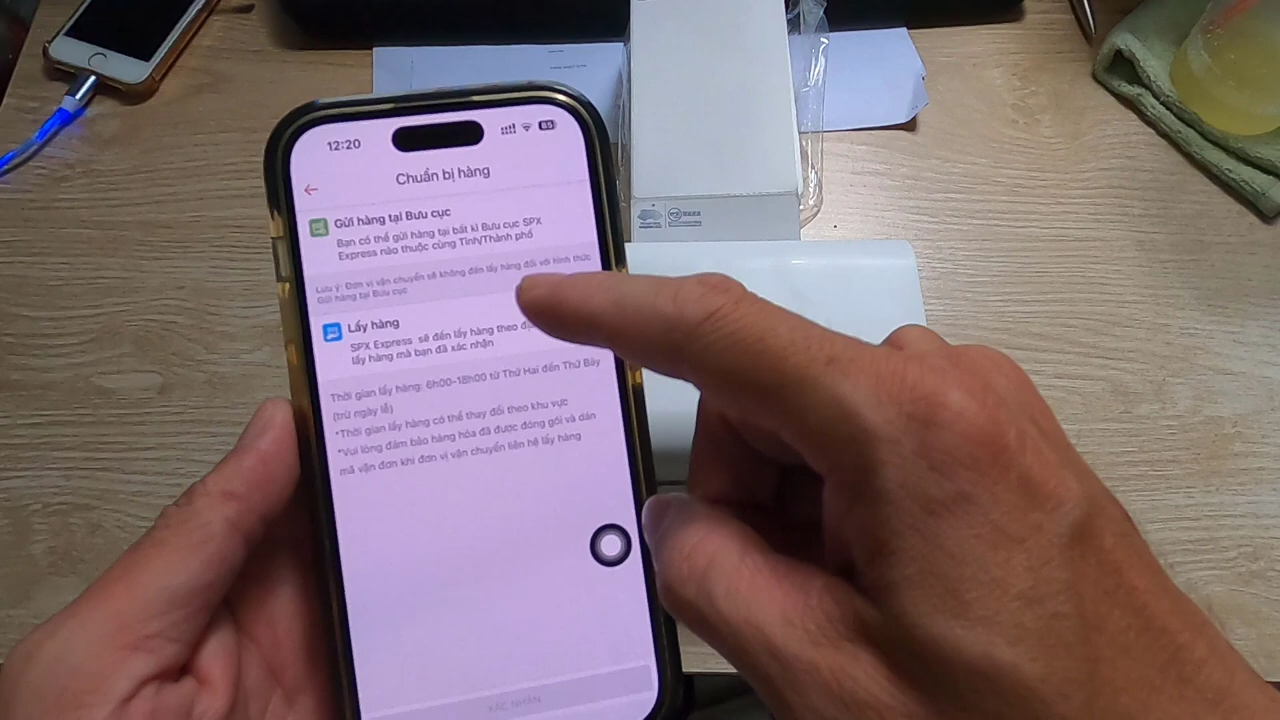 12:20
85
Chuẩn bị hàng
Gửi hàng tại Bưu cục
Bạn có thể gửi hàng tại bất kì Bưu cục SPX
Express nào thuộc cùng Tỉnh/Thành phố
Lưu ý: Đơn vị vận chuyển sẽ không đến lấy hàng đối với hình thức
Gửi hàng tại Bưu cục
Lấy hàng
SPX Express sẽ đến lấy hàng theo
lấy hàng mà bạn đã xác nhận
Thời gian lấy hàng: 6h00-18h00 từ Thứ Hai đến Thứ Bảy
(trừ ngày lễ)
*Thời gian lấy hàng có thể thay đổi theo khu vực
*Vui lòng đảm bảo hàng hóa đã được đóng gói và dán
mã vận đơn khi đơn vị vận chuyển liên hệ lấy hàng
XÁC NHẬN